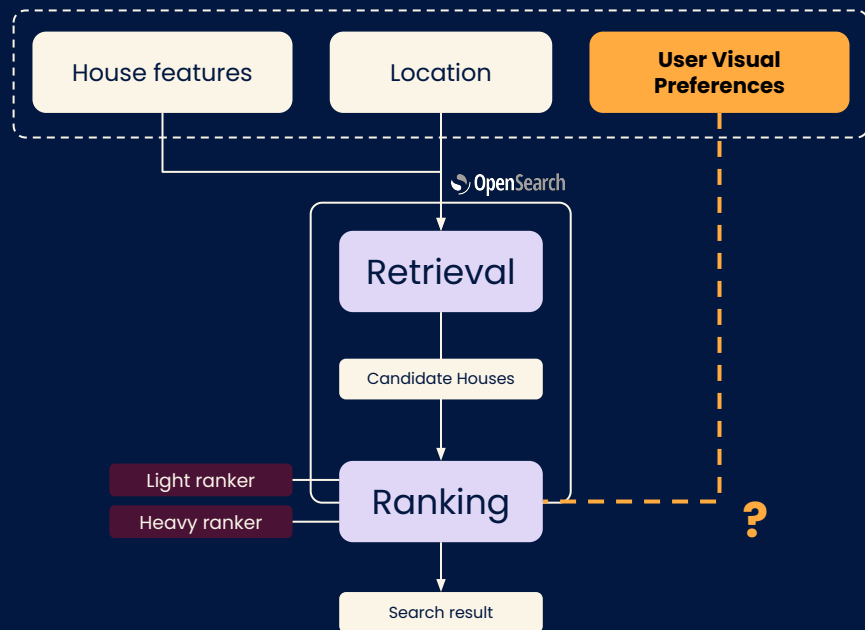 House features
Location
User Visual
Preferences
OpenSearch
Retrieval
Candidate Houses
Ranking
Light ranker
Heavy ranker
?
Search result